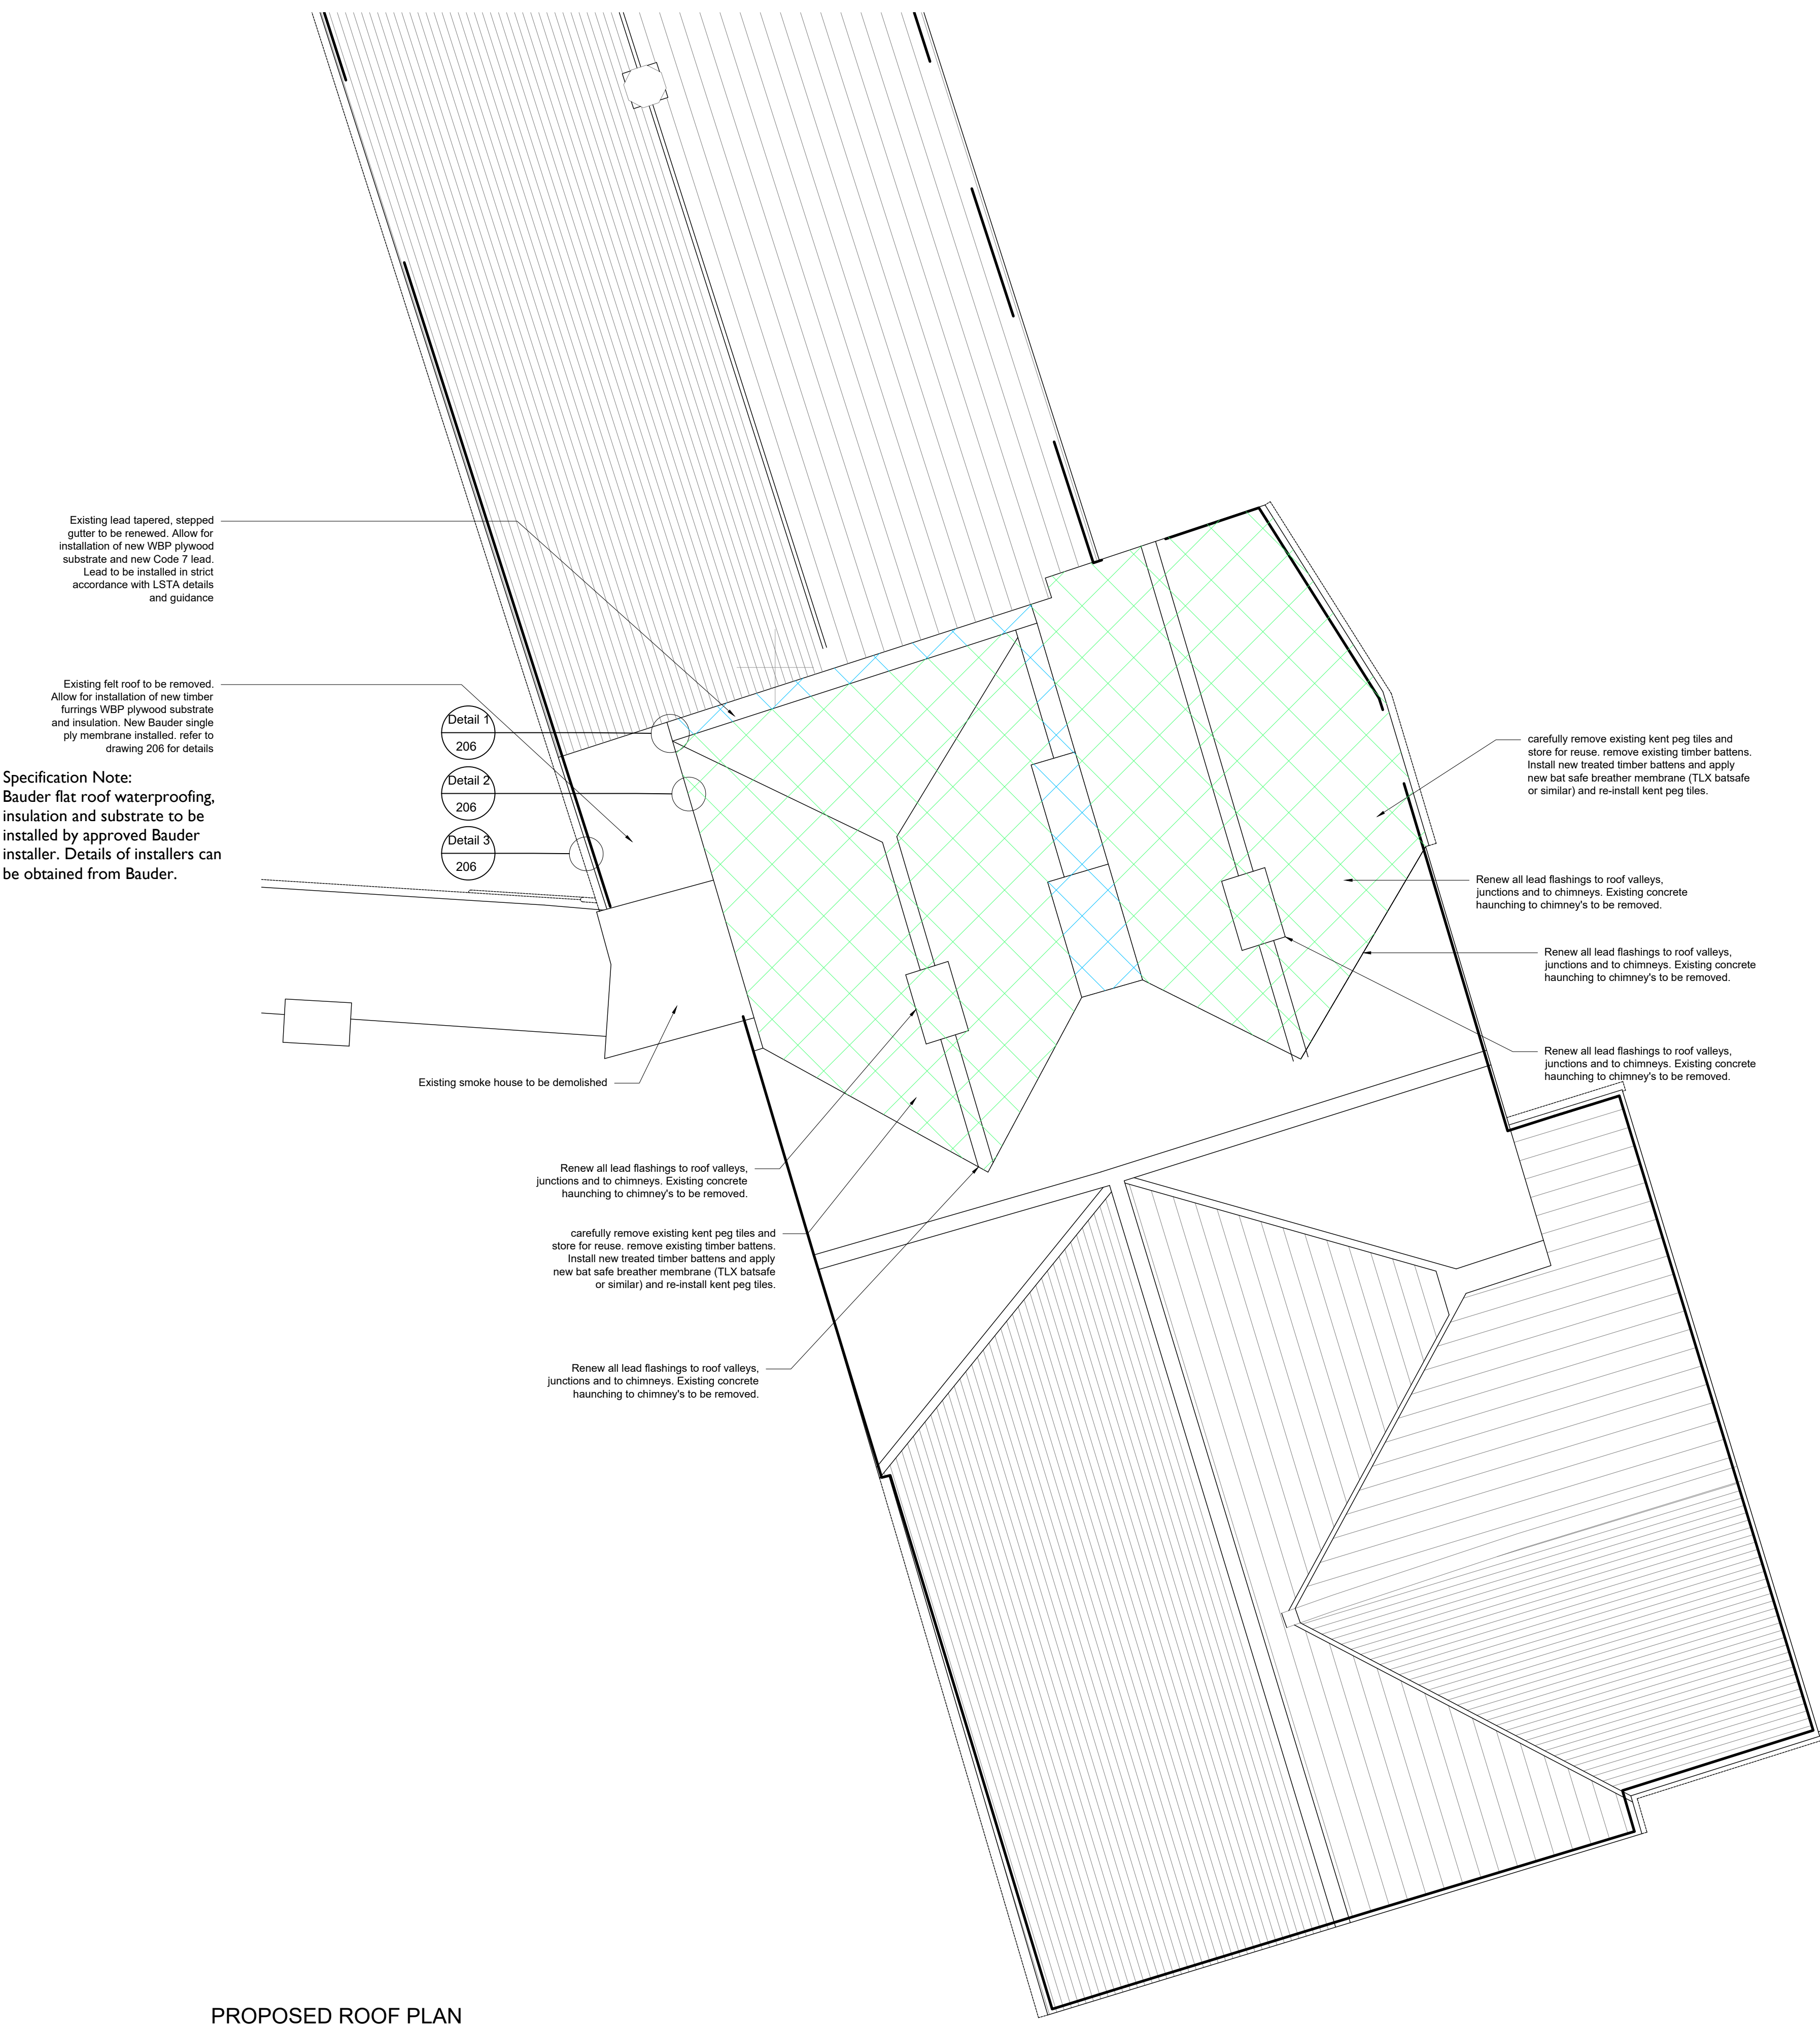 Existing lead tapered, stepped
gutter to be renewed. Allow for
installation of new WBP plywood
substrate and new Code 7 lead.
Lead to be installed in strict
accordance with LSTA details
and guidance
Existing felt roof to be removed.
Allow for installation of new timber
furrings WBP plywood substrate
and insulation. New Bauder single
ply membrane installed. refer to
drawing 206 for details
Specification Note:
Bauder flat roof waterproofing,
insulation and substrate to be
installed by approved Bauder
installer. Details of installers can
be obtained from Bauder.
Detail 1
206
Detail 2
206
Detail 3
206
carefully remove existing kent peg tiles and
store for reuse. remove existing timber battens.
Install new treated timber battens and apply
new bat safe breather membrane (TLX batsafe
or similar) and re-install kent peg tiles.
Renew all lead flashings to roof valleys,
junctions and to chimneys. Existing concrete
haunching to chimney's to be removed.
Renew all lead flashings to roof valleys,
junctions and to chimneys. Existing concrete
haunching to chimney's to be removed.
Renew all lead flashings to roof valleys,
junctions and to chimneys. Existing concrete
haunching to chimney's to be removed.
Existing smoke house to be demolished
Renew all lead flashings to roof valleys,
junctions and to chimneys. Existing concrete
haunching to chimney's to be removed.
carefully remove existing kent peg tiles and
store for reuse. remove existing timber battens.
Install new treated timber battens and apply
new bat safe breather membrane (TLX batsafe
or similar) and re-install kent peg tiles.
Renew all lead flashings to roof valleys,
junctions and to chimneys. Existing concrete
haunching to chimney's to be removed.
PROPOSED ROOF PLAN